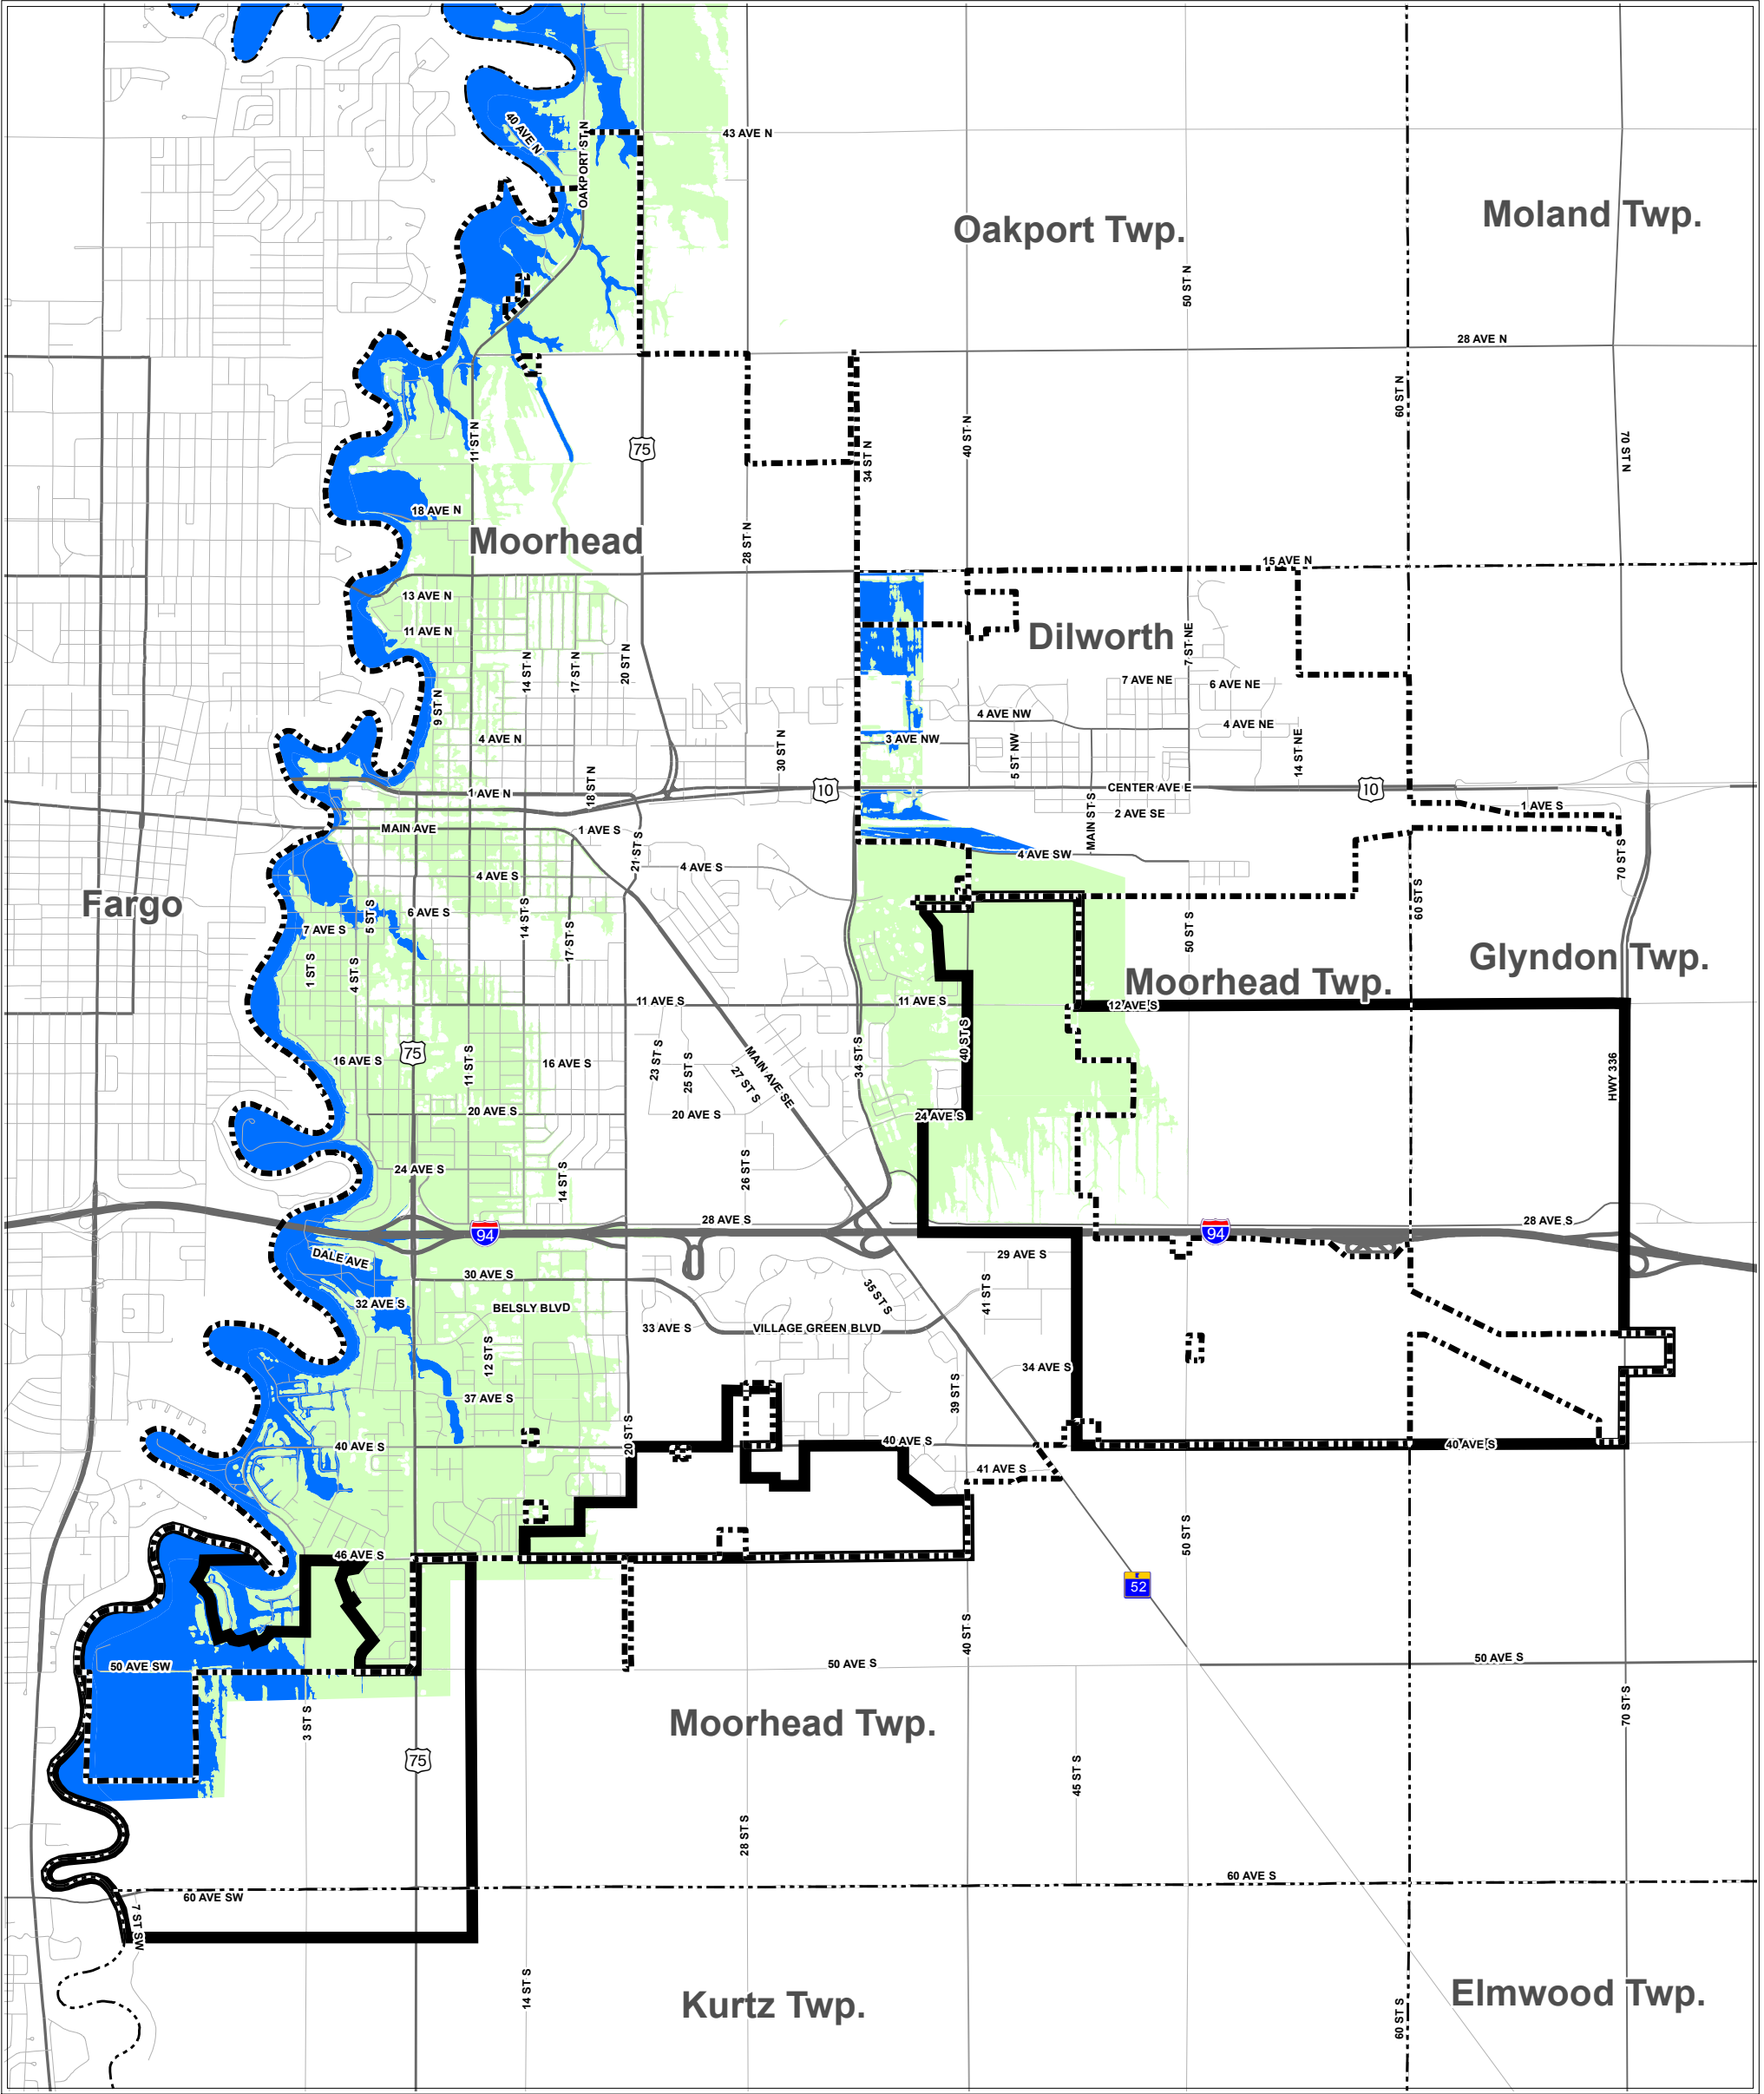 40 AVE N
OAKPORT ST N
43 AVE N
Oakport Twp.
Moland Twp.
50 ST N
28 AVE N
60 ST N
11 ST N
75
40 ST N
34 ST N
70 ST N
18 AVE N
Moorhead
28 ST N
15 AVE N
13 AVE N
11 AVE N
Dilworth
7 ST NE
14 ST N
17 ST N
20 ST N
7 AVE NE
6 AVE NE
9 ST N
4 AVE NW
4 AVE NE
4 AVE N
3 AVE NW
30 ST N
5 ST NW
14 ST NE
18 ST N
1 AVE N
10
CENTER AVE E
10
1 AVE S
2 AVE SE
MAIN AVE
1 AVE S
MAIN ST S
21 ST S
4 AVE SW
4 AVE S
4 AVE S
70 ST S
Fargo
6 AVE S
5 ST S
14 ST S
60 ST S
7 AVE S
17 ST S
50 ST S
1 ST S
4 ST S
Glyndon Twp.
Moorhead Twp.
11 AVE S
11 AVE S
12 AVE S
75
16 AVE S
11 ST S
16 AVE S
23 ST S
25 ST S
MAIN AVE SE
27 ST S
34 ST S
40 ST S
HWY 336
20 AVE S
20 AVE S
24 AVE S
24 AVE S
14 ST S
26 ST S
28 AVE S
28 AVE S
94
94
DALE AVE
29 AVE S
30 AVE S
32 AVE S
BELSLY BLVD
35 ST S
41 ST S
33 AVE S
VILLAGE GREEN BLVD
12 ST S
34 AVE S
37 AVE S
39 ST S
20 ST S
40 AVE S
40 AVE S
40 AVE S
41 AVE S
50 ST S
46 AVE S
52
40 ST S
50 AVE SW
50 AVE S
50 AVE S
3 ST S
Moorhead Twp.
70 ST S
75
45 ST S
28 ST S
60 AVE S
60 AVE SW
7 ST SW
14 ST S
Kurtz Twp.
Elmwood Twp.
60 ST S